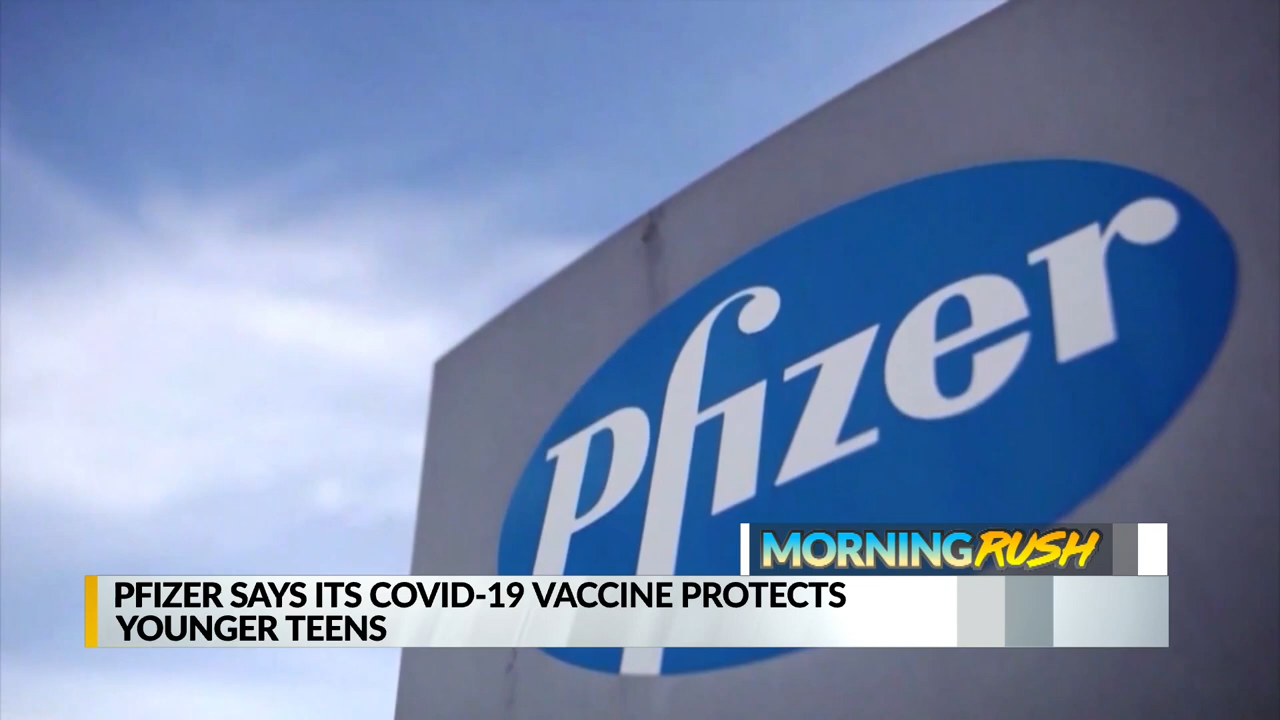 Pfizer
MORNING RUSH
PFIZER SAYS ITS COVID-19 VACCINE PROTECTS
YOUNGER TEENS